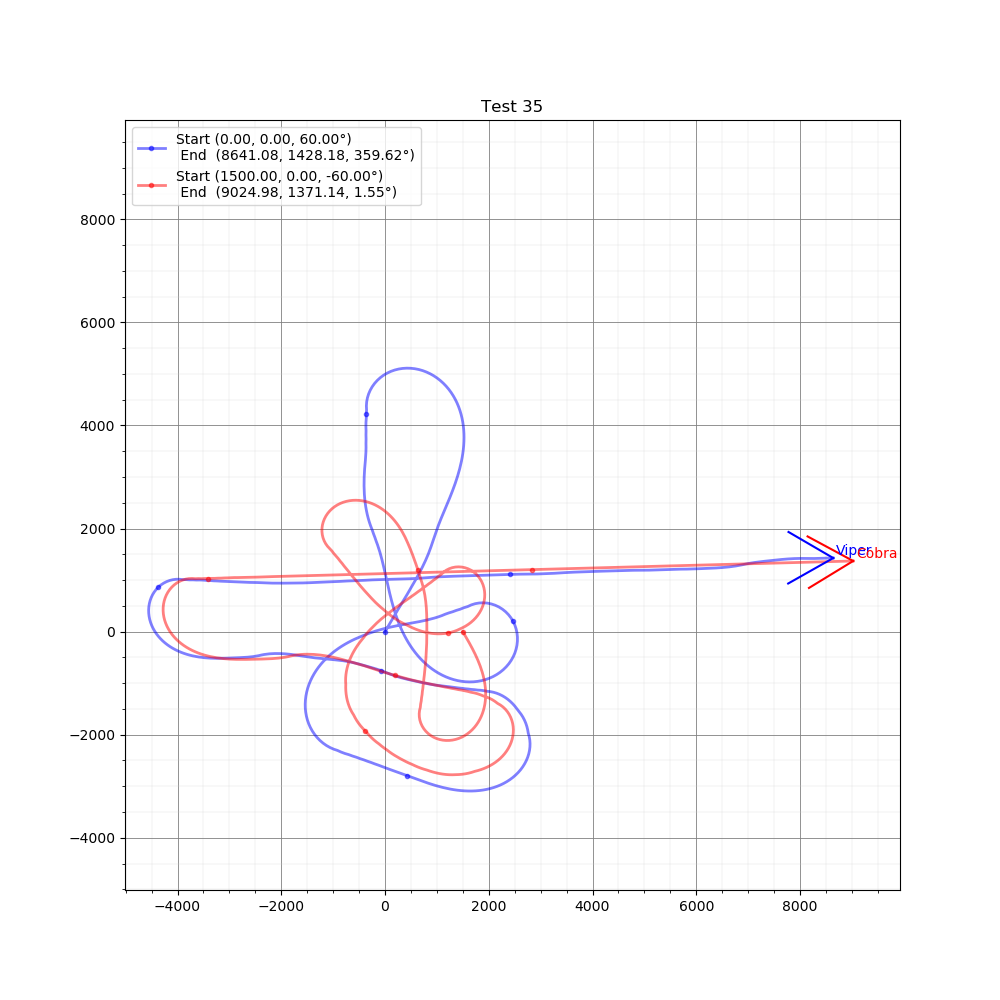 Test 35
Start (0.00, 0.00, 60.00°)
End  (8641.08, 1428.18, 359.62°)
Start (1500.00, 0.00, -60.00°)
End  (9024.98, 1371.14, 1.55°)
8000
6000
4000
2000
0
−2000
−4000
Viper
Cobra
−4000 −2000 0 2000 4000 6000 8000